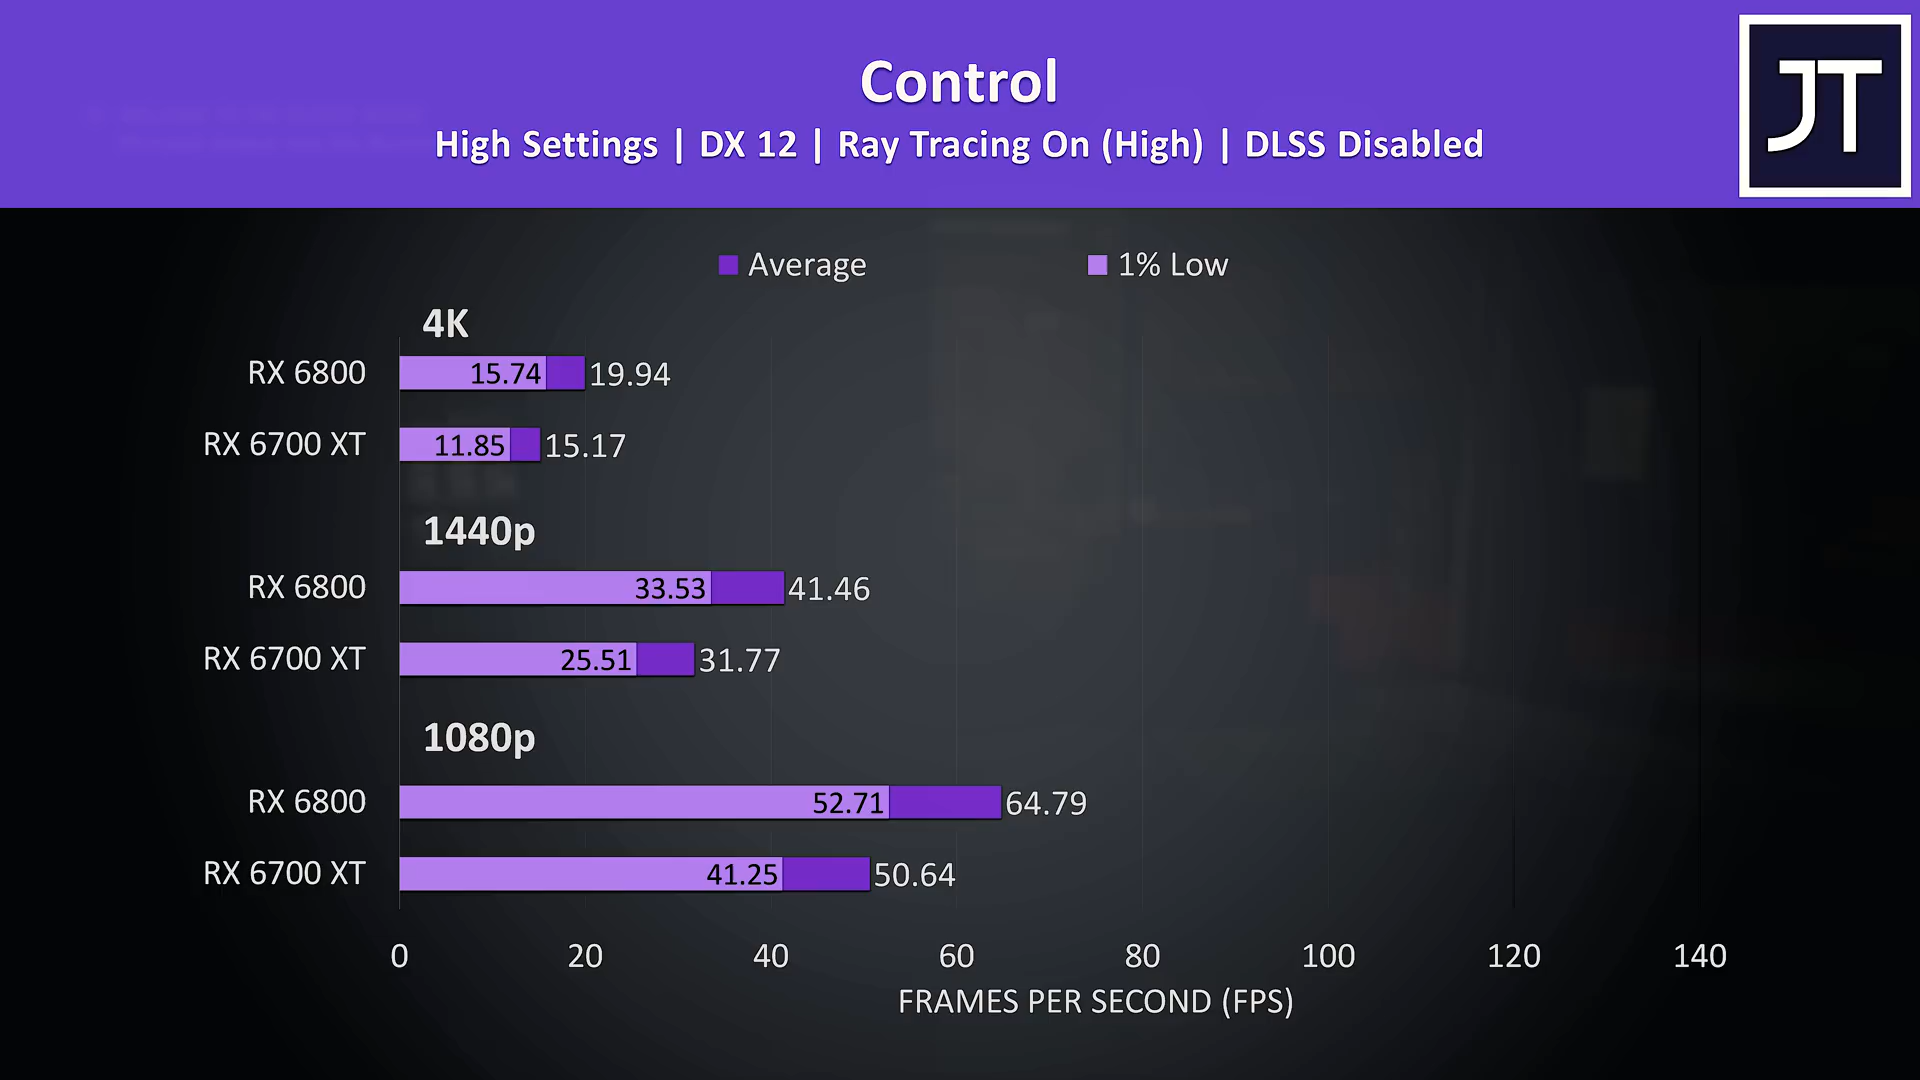 Control
JT
High Settings | DX 12 | Ray Tracing On (High) | DLSS Disabled
Average 1% Low
4K
RX 6800 15.74 19.94
RX 6700 XT 11.85 15.17
1440p
RX 6800 33.53 41.46
RX 6700 XT 25.51 31.77
1080p
RX 6800 52.71 64.79
RX 6700 XT 41.25 50.64
0 20 40 60 80 100 120 140
FRAMES PER SECOND (FPS)